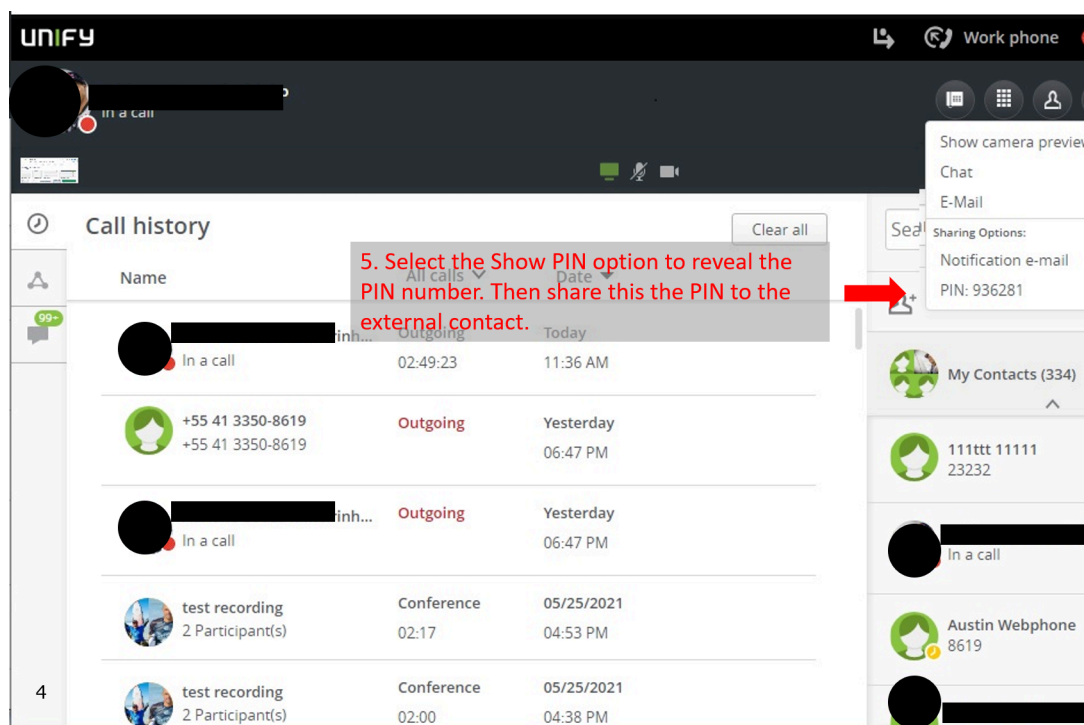 UNIFY
Work phone
In a call
Show camera preview
Chat
E-Mail
Sharing Options:
Notification e-mail
PIN: 936281
Call history
Clear all
Sea
5. Select the Show PIN option to reveal the
PIN number. Then share this the PIN to the
external contact.
Name
All calls
Date
99+
rinh...
Outgoing
Today
In a call
02:49:23
11:36 AM
My Contacts (334)
+55 41 3350-8619
Outgoing
Yesterday
+55 41 3350-8619
06:47 PM
111ttt 11111
23232
rinh...
Outgoing
Yesterday
In a call
06:47 PM
In a call
test recording
Conference
05/25/2021
2 Participant(s)
02:17
04:53 PM
Austin Webphone
8619
4
test recording
Conference
05/25/2021
2 Participant(s)
02:00
04:38 PM